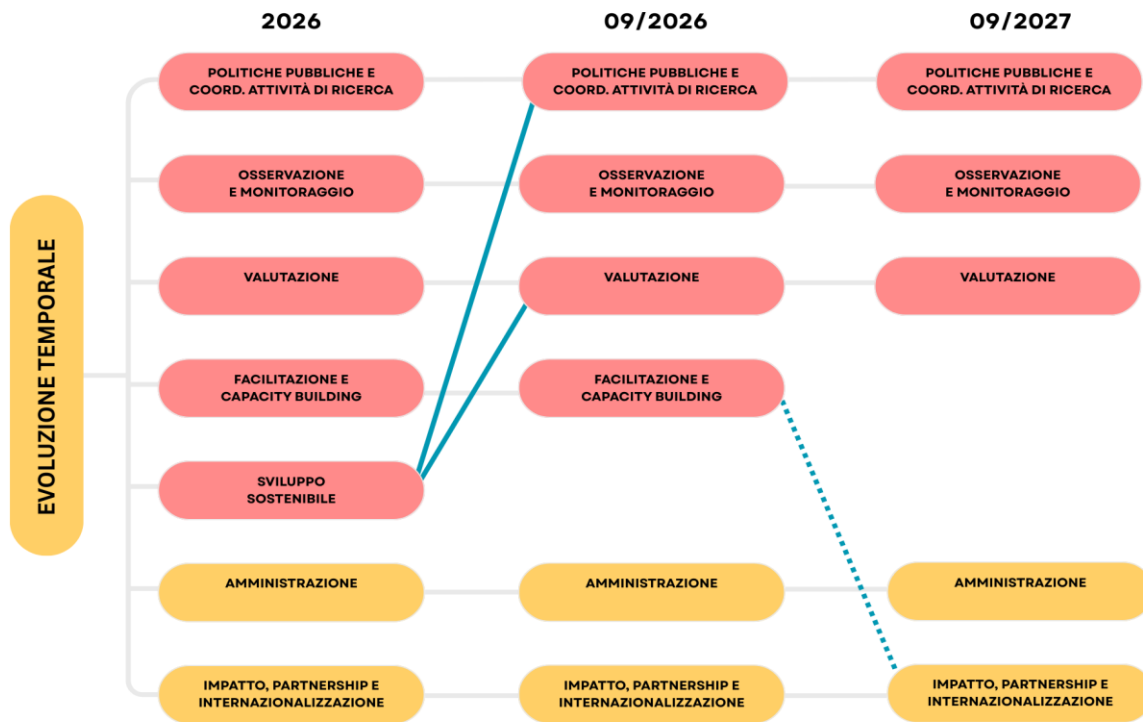 2026
09/2026
09/2027
EVOLUZIONE TEMPORALE
POLITICHE PUBBLICHE E
COORD. ATTIVITÀ DI RICERCA
POLITICHE PUBBLICHE E
COORD. ATTIVITÀ DI RICERCA
POLITICHE PUBBLICHE E
COORD. ATTIVITÀ DI RICERCA
OSSERVAZIONE
E MONITORAGGIO
OSSERVAZIONE
E MONITORAGGIO
OSSERVAZIONE
E MONITORAGGIO
VALUTAZIONE
VALUTAZIONE
VALUTAZIONE
FACILITAZIONE E
CAPACITY BUILDING
FACILITAZIONE E
CAPACITY BUILDING
SVILUPPO
SOSTENIBILE
AMMINISTRAZIONE
AMMINISTRAZIONE
AMMINISTRAZIONE
IMPATTO, PARTNERSHIP E
INTERNAZIONALIZZAZIONE
IMPATTO, PARTNERSHIP E
INTERNAZIONALIZZAZIONE
IMPATTO, PARTNERSHIP E
INTERNAZIONALIZZAZIONE